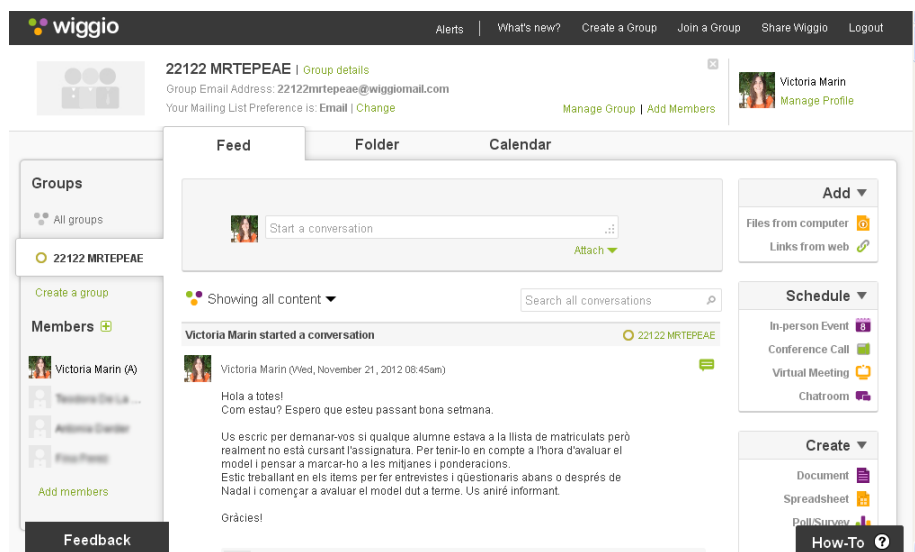 wiggio
Alerts | What's new? Create a Group Join a Group Share Wiggio Logout
22122 MRTEPEAE | Group details
Group Email Address: 22122mrtepeae@wiggiomail.com
Your Mailing List Preference is: Email | Change
Manage Group | Add Members
Victoria Marin
Manage Profile
Feed Folder Calendar
Groups
All groups
22122 MRTEPEAE
Create a group
Members
Victoria Marin (A)
Add members
Feedback
Start a conversation
Attach
Showing all content
Search all conversations
Victoria Marin started a conversation
22122 MRTEPEAE
Victoria Marin (Wed, November 21, 2012 08:45am)
Hola a totes!
Com estau? Espero que esteu passant bona setmana.
Us escric per demanar-vos si qualque alumne estava a la llista de matriculats però
realment no està cursant l'assignatura. Per tenir-lo en compte a l'hora d'avaluar el
model i pensar a marcar-ho a les mitjanes i ponderacions.
Estic treballant en els items per fer entrevistes i qüestionaris abans o després de
Nadal i començar a avaluar el model dut a terme. Us aniré informant.
Gràcies!
Add
Files from computer
Links from web
Schedule
In-person Event
8
Conference Call
Virtual Meeting
Chatroom
Create
Document
Spreadsheet
Poll/Survey
How-To ?